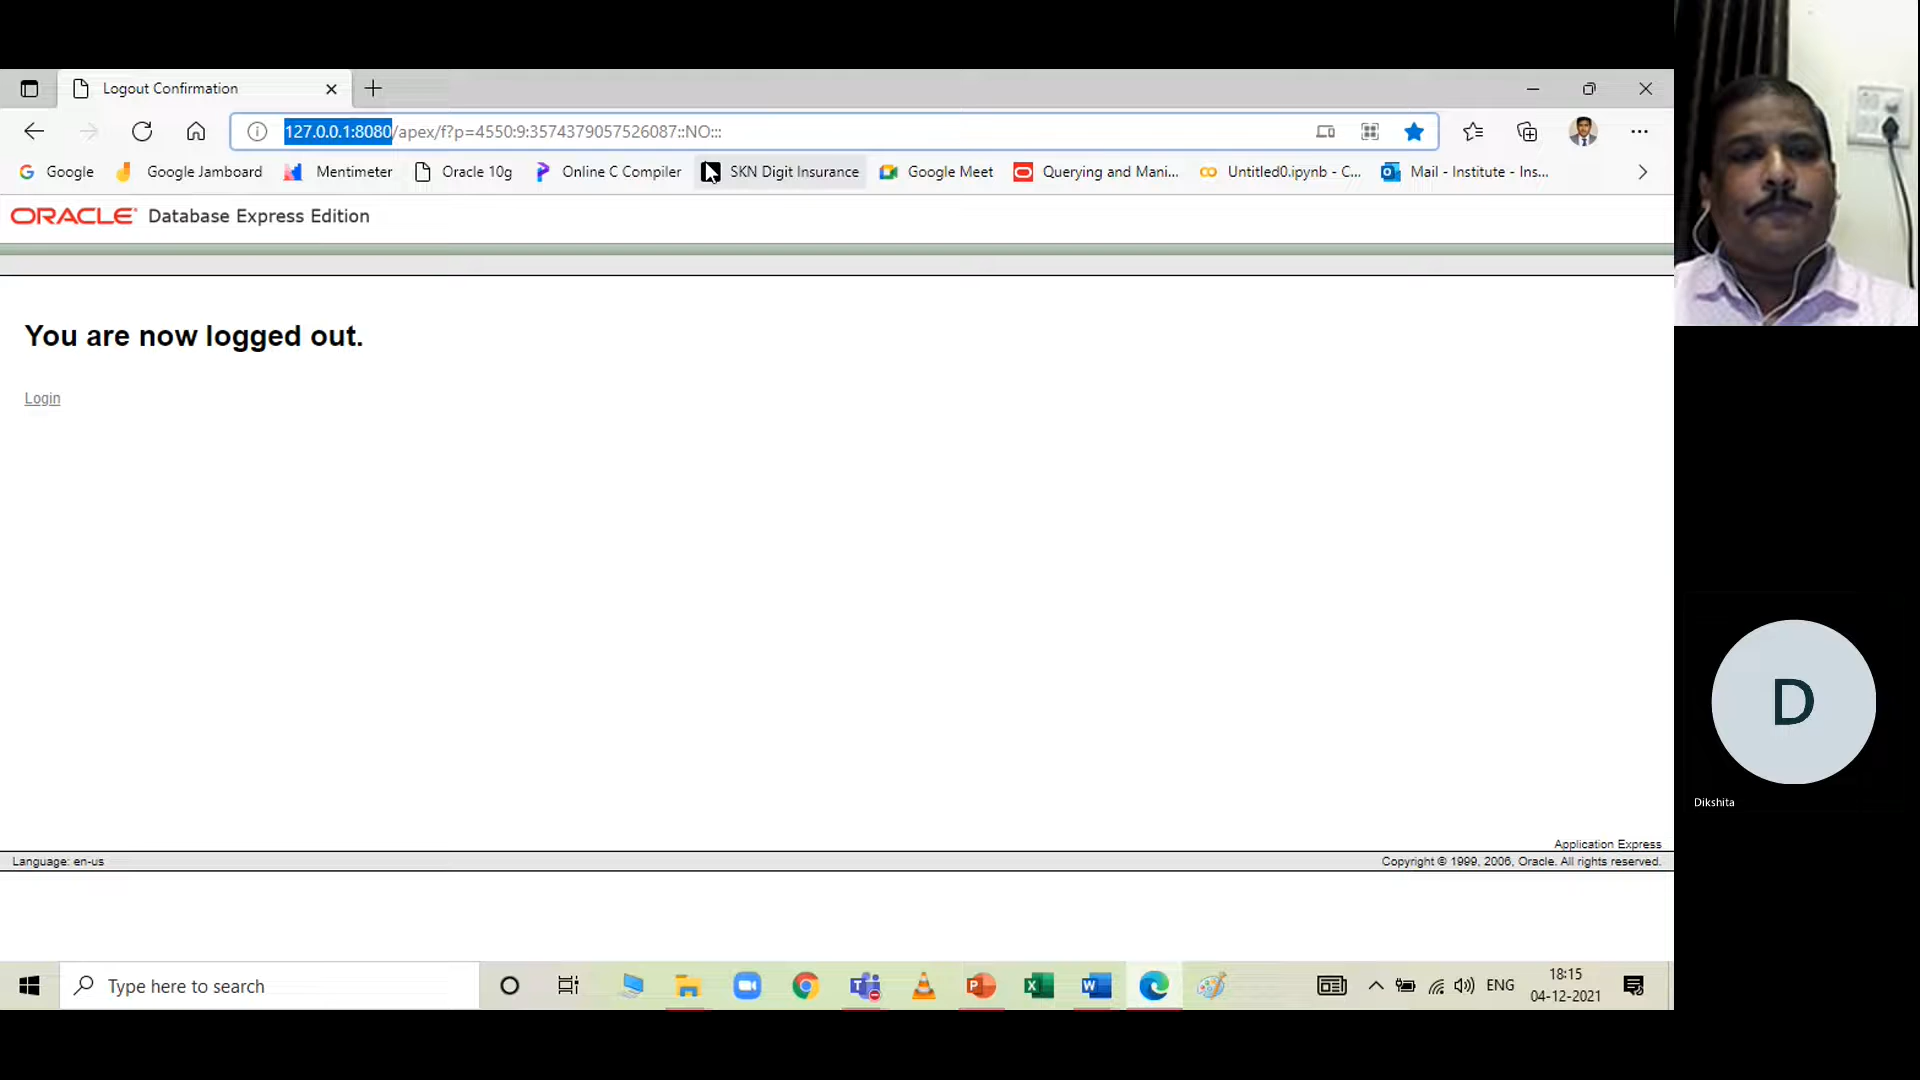 Logout Confirmation
127.0.0.1:8080/apex/f?p=4550:9:3574379057526087::NO:::
Google
Google Jamboard
Mentimeter
Oracle 10g
Online C Compiler
SKN Digit Insurance
Google Meet
Querying and Mani...
Untitled0.ipynb - C...
Mail - Institute - Ins...
ORACLE Database Express Edition
You are now logged out.
Login
D
Dikshita
Application Express
Language: en-us
Copyright © 1999, 2006, Oracle. All rights reserved.
Type here to search
ENG
18:15
04-12-2021